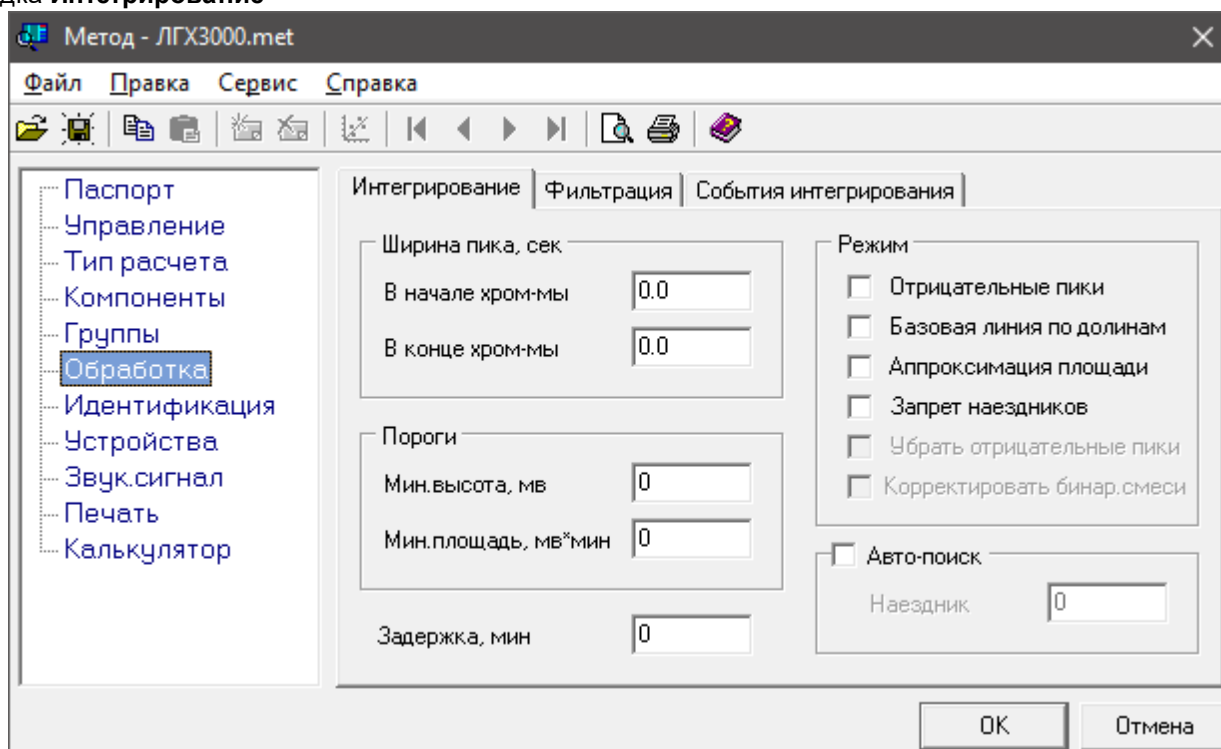 дка Интегрирование
Метод - ЛГХ3000.met
Файл Правка Сервис Справка
Паспорт
Управление
Тип расчета
Компоненты
Группы
Обработка
Идентификация
Устройства
Звук.сигнал
Печать
Калькулятор
Интегрирование Фильтрация События интегрирования
Ширина пика, сек
В начале хром-мы 0.0
В конце хром-мы 0.0
Пороги
Мин.высота, мв 0
Мин.площадь, мв*мин 0
Задержка, мин 0
Режим
Отрицательные пики
Базовая линия по долинам
Аппроксимация площади
Запрет наездников
Убрать отрицательные пики
Корректировать бинар.смеси
Авто-поиск
Наездник 0
OK Отмена